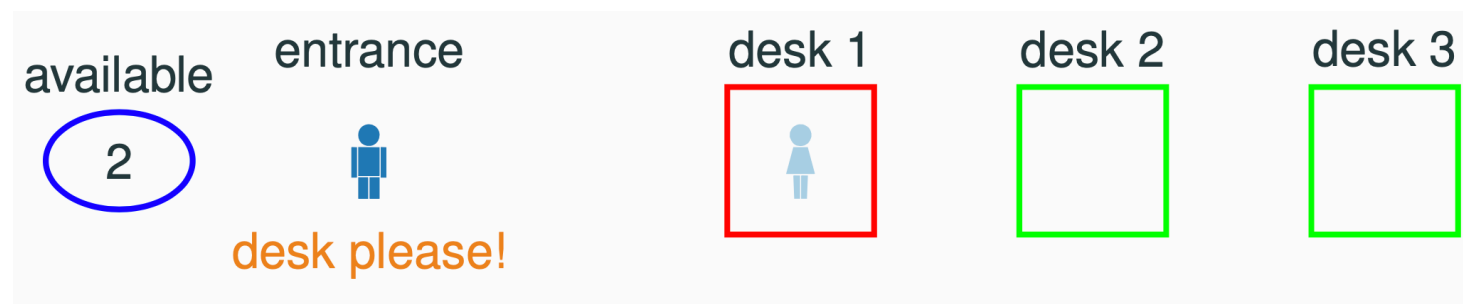 available
2
entrance
desk please!
desk 1
desk 2
desk 3